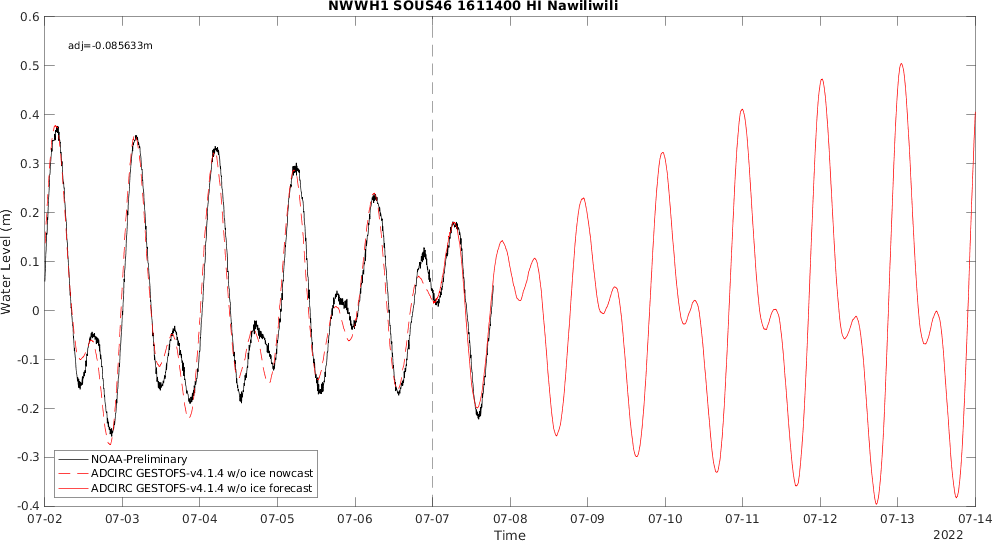 NWWH1 SOUS46 1611400 HI Nawiliwili
adj=-0.085633m
Water Level (m)
0.6
0.5
0.4
0.3
0.2
0.1
0
-0.1
-0.2
-0.3
-0.4
NOAA-Preliminary
ADCIRC GESTOFS-v4.1.4 w/o ice nowcast
ADCIRC GESTOFS-v4.1.4 w/o ice forecast
07-02 07-03 07-04 07-05 07-06 07-07 07-08 07-09 07-10 07-11 07-12 07-13 07-14
Time
2022